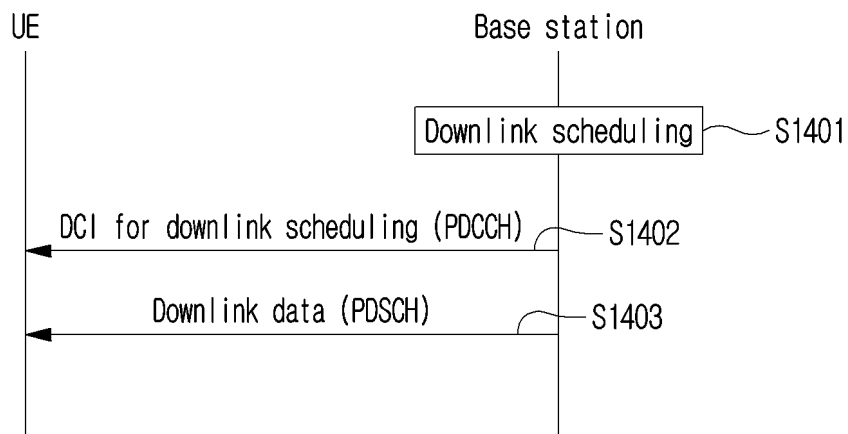 UE
Base station
Downlink scheduling
S1401
DCI for downlink scheduling (PDCCH)
S1402
Downlink data (PDSCH)
S1403